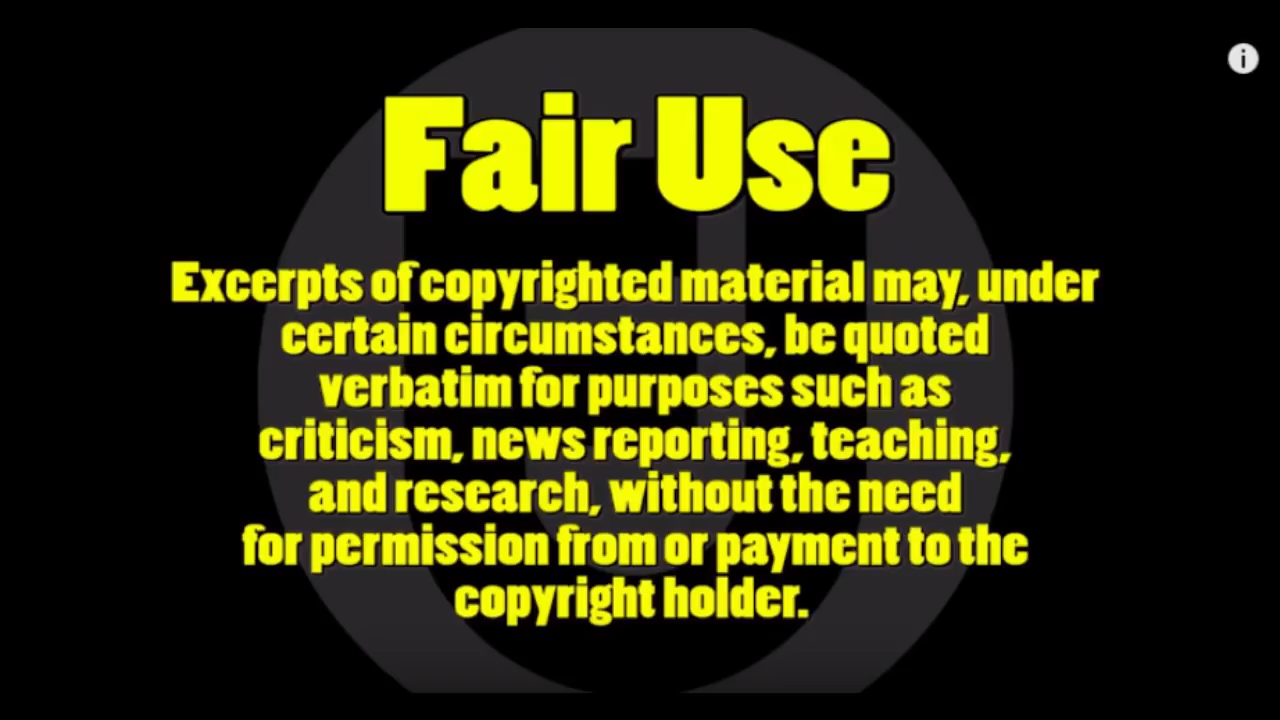 Fair Use
Excerpts of copyrighted material may, under
certain circumstances, be quoted
verbatim for purposes such as
criticism, news reporting, teaching,
and research, without the need
for permission from or payment to the
copyright holder.